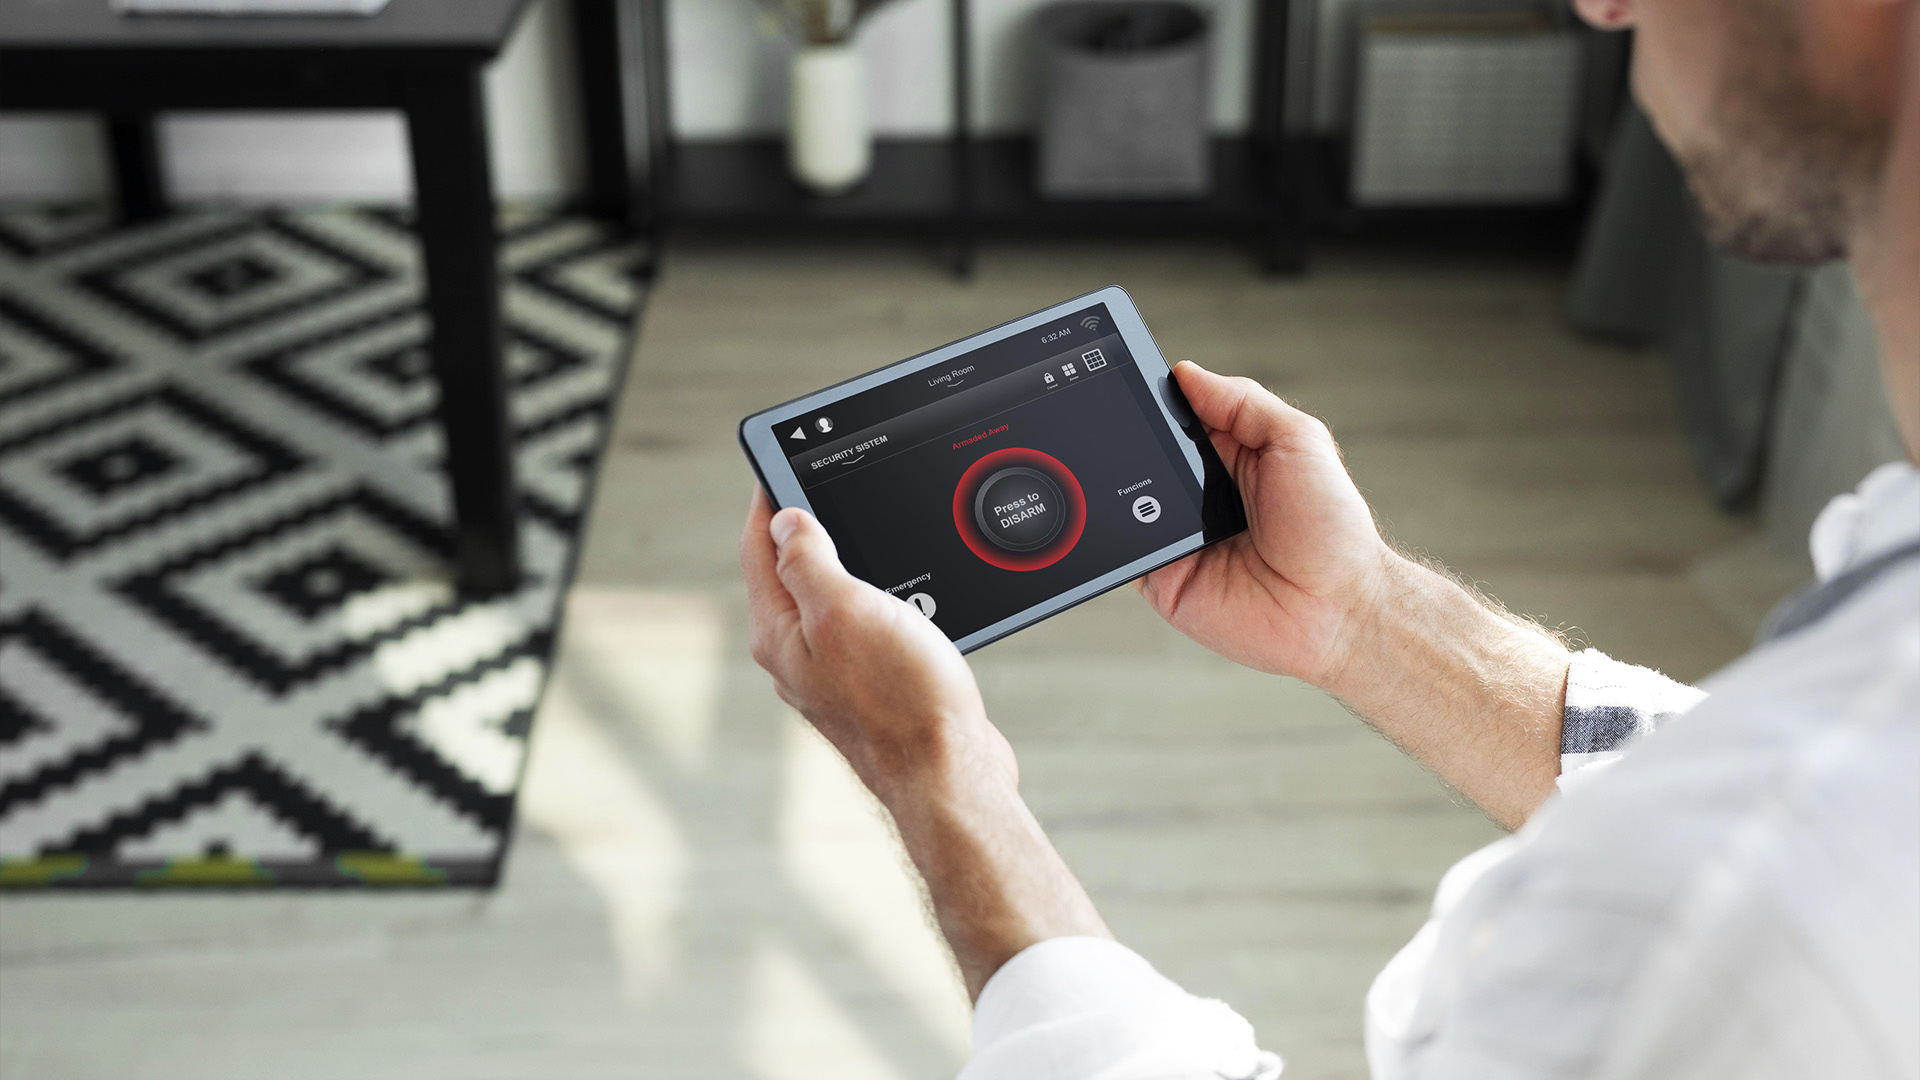 6:32 AM
Living Room
SECURITY SISTEM
Armaded Away
Press to
DISARM
Funcions
Emergency